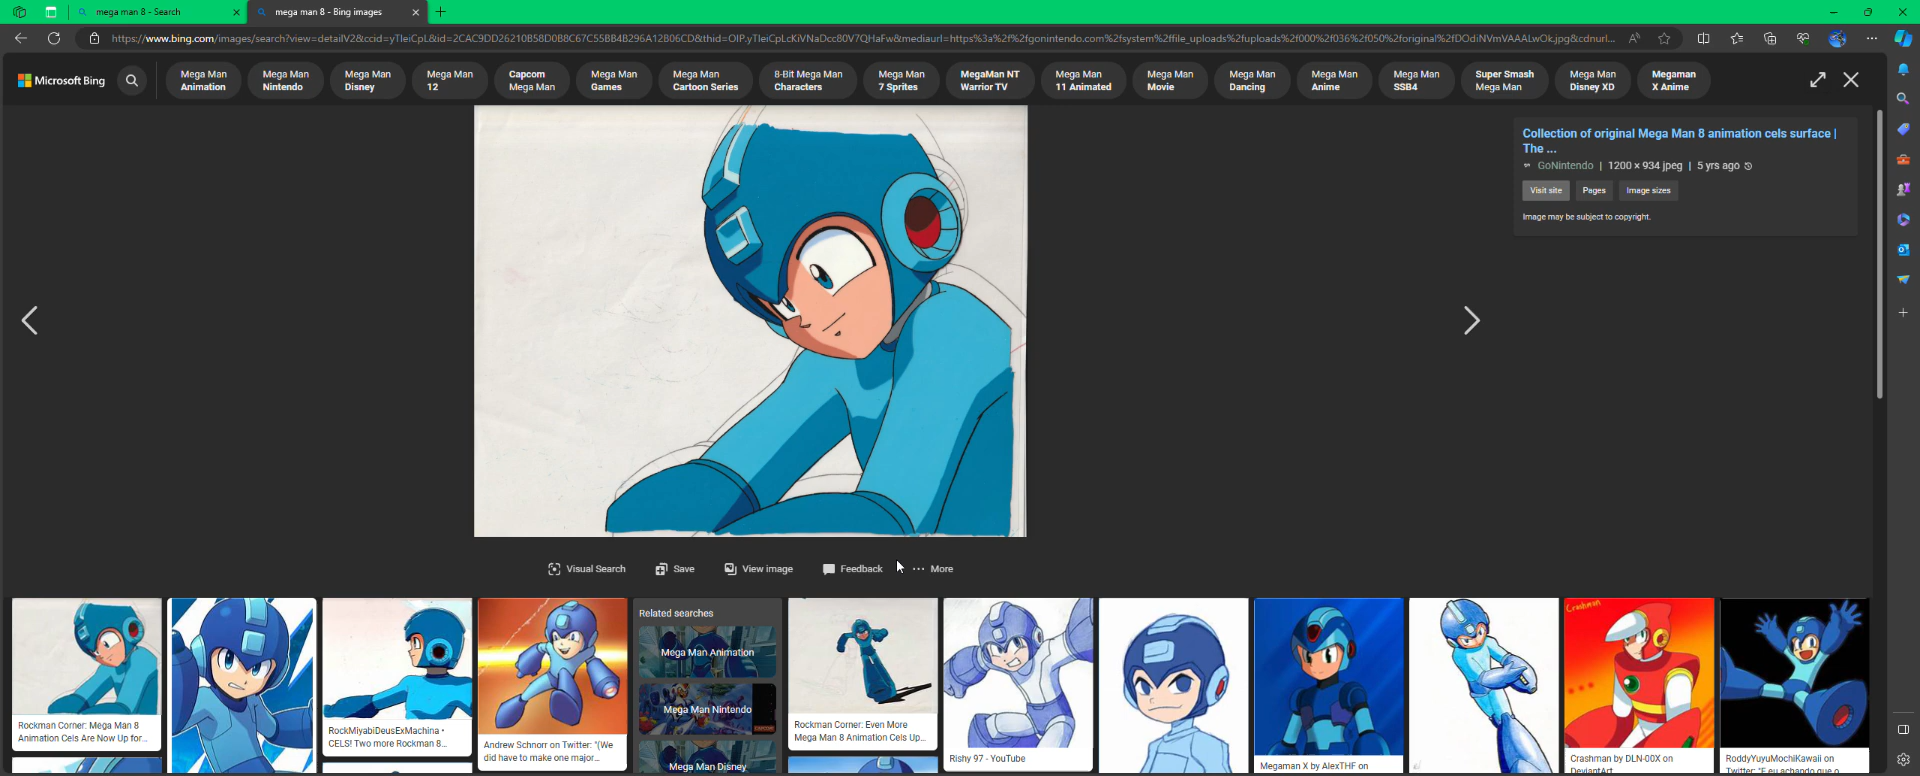 mega man 8 - Search
mega man 8 - Bing images
https://www.bing.com/images/search?view=detailV2&ccid=yTleiCpL&id=2CAC9DD26210B58D0B8C67C55BB4B296A12B06CD&thid=OIP.yTleiCpLcKiVNaDcc80V7QHaFw&mediaurl=https%3a%2f%2fgonintendo.com%2fsystem%2ffile_uploads%2fuploads%2f000%2f036%2f050%2foriginal%2fDOdiNVmVAAALwOk.jpg&cdnurl...
Microsoft Bing
Mega Man
Animation
Mega Man
Nintendo
Mega Man
Disney
Mega Man
12
Capcom
Mega Man
Mega Man
Games
Mega Man
Cartoon Series
8-Bit Mega Man
Characters
Mega Man
7 Sprites
MegaMan NT
Warrior TV
Mega Man
11 Animated
Mega Man
Movie
Mega Man
Dancing
Mega Man
Anime
Mega Man
SSB4
Super Smash
Mega Man
Mega Man
Disney XD
Megaman
X Anime
Collection of original Mega Man 8 animation cels surface |
The ...
GoNintendo | 1200 × 934 jpeg | 5 yrs ago
Visit site
Pages
Image sizes
Image may be subject to copyright.
Visual Search
Save
View image
Feedback
More
Rockman Corner: Mega Man 8
Animation Cels Are Now Up for...
RockMiyabiDeusExMachina •
CELS! Two more Rockman 8...
Andrew Schnorr on Twitter: "(We
did have to make one major...
Related searches
Mega Man Animation
Mega Man Nintendo
Mega Man Disney
Rockman Corner: Even More
Mega Man 8 Animation Cels Up...
Rishy 97 - YouTube
Megaman X by AlexTHF on
Crashman
Crashman by DLN-00X on
DeviantArt
RoddyYuyuMochiKawaii on
Twitter: "E eu achando que o